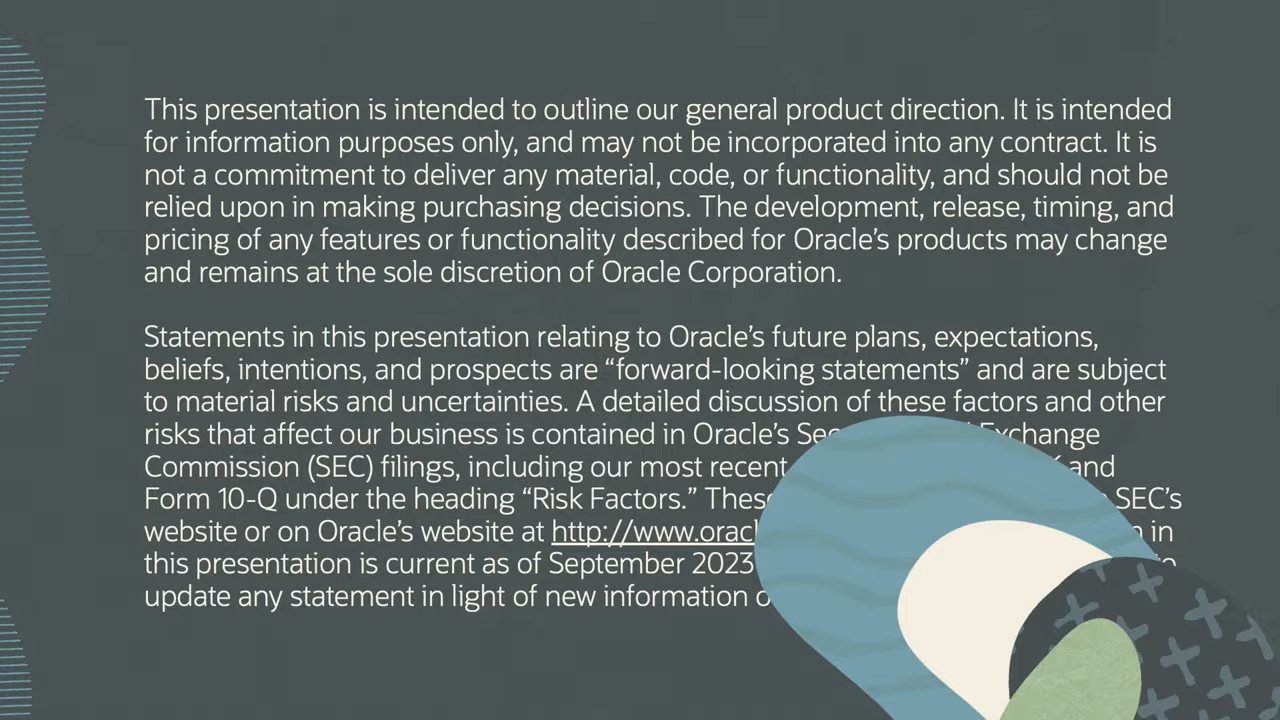 This presentation is intended to outline our general product direction. It is intended
for information purposes only, and may not be incorporated into any contract. It is
not a commitment to deliver any material, code, or functionality, and should not be
relied upon in making purchasing decisions. The development, release, timing, and
pricing of any features or functionality described for Oracle’s products may change
and remains at the sole discretion of Oracle Corporation.
Statements in this presentation relating to Oracle’s future plans, expectations,
beliefs, intentions, and prospects are “forward-looking statements” and are subject
to material risks and uncertainties. A detailed discussion of these factors and other
risks that affect our business is contained in Oracle’s Exchange
Commission (SEC) filings, including our most recent and
Form 10-Q under the heading “Risk Factors.” These SEC’s
website or on Oracle’s website at http://www.oracl in
this presentation is current as of September 2023
update any statement in light of new information